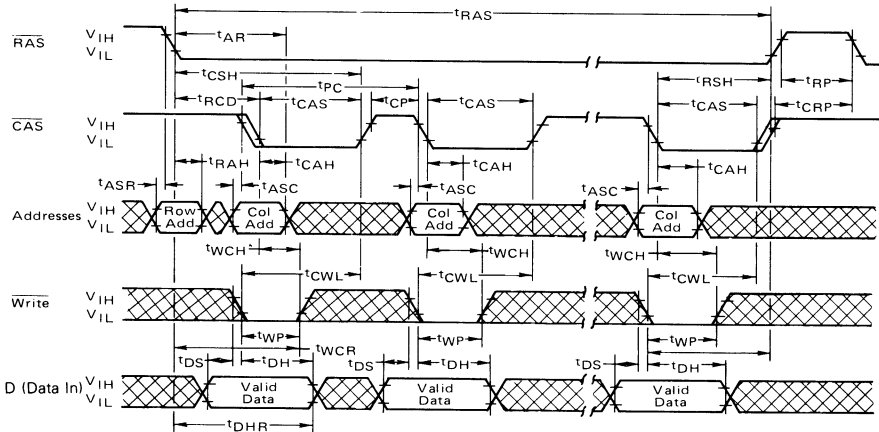 tRAS
RAS VIH tAR
VIL
tCSH tRSH tRP
tPC
tRCD tCAS tCP tCAS tCAS tCRP
CAS VIH
VIL
tRAH tCAH tCAH tCAH
tASR tASC tASC tASC
Addresses VIH Row Add Col Add Col Add Col Add
VIL
tWCH tWCH tWCH
tCWL tCWL tCWL
Write VIH
VIL
tWP tWP tWP
tWCR
tDS tDH tDS tDH tDS tDH
D (Data In) VIH Valid Data Valid Data Valid Data
VIL
tDHR